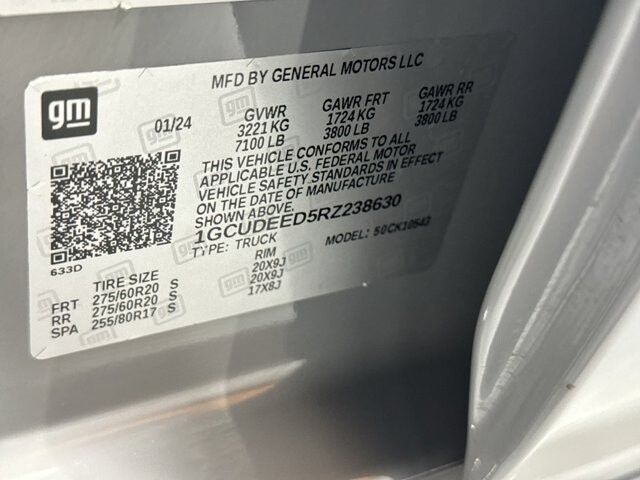 MFD BY GENERAL MOTORS LLC
gm
01/24
GVWR GAWR FRT GAWR RR
3221 KG 1724 KG 1724 KG
7100 LB 3800 LB 3800 LB
THIS VEHICLE CONFORMS TO ALL
APPLICABLE U.S. FEDERAL MOTOR
VEHICLE SAFETY STANDARDS IN EFFECT
ON THE DATE OF MANUFACTURE
SHOWN ABOVE.
1GCUDEED5RZ238630
TYPE: TRUCK MODEL: 50CK10543
633D
TIRE SIZE RIM
FRT 275/60R20 S 20X9J
RR 275/60R20 S 20X9J
SPA 255/80R17 S 17X8J